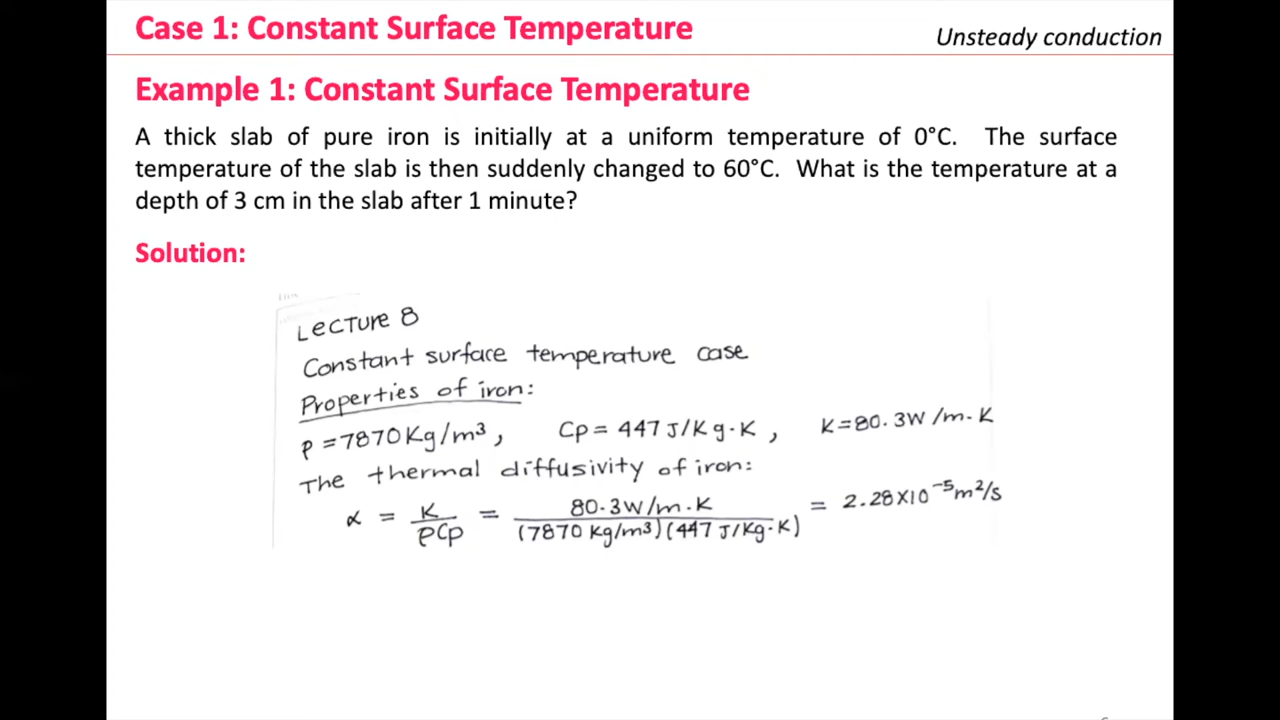 Case 1: Constant Surface Temperature
Unsteady conduction
Example 1: Constant Surface Temperature
A thick slab of pure iron is initially at a uniform temperature of 0°C. The surface
temperature of the slab is then suddenly changed to 60°C. What is the temperature at a
depth of 3 cm in the slab after 1 minute?
Solution:
Lecture 8
Constant surface temperature case
Properties of iron:
ρ = 7870 Kg/m³, Cp = 447 J/Kg·K, K = 80.3 W/m·K
The thermal diffusivity of iron:
α = K/ρCp = 80.3 W/m·K / (7870 Kg/m³)(447 J/Kg·K) = 2.28×10⁻⁵ m²/s